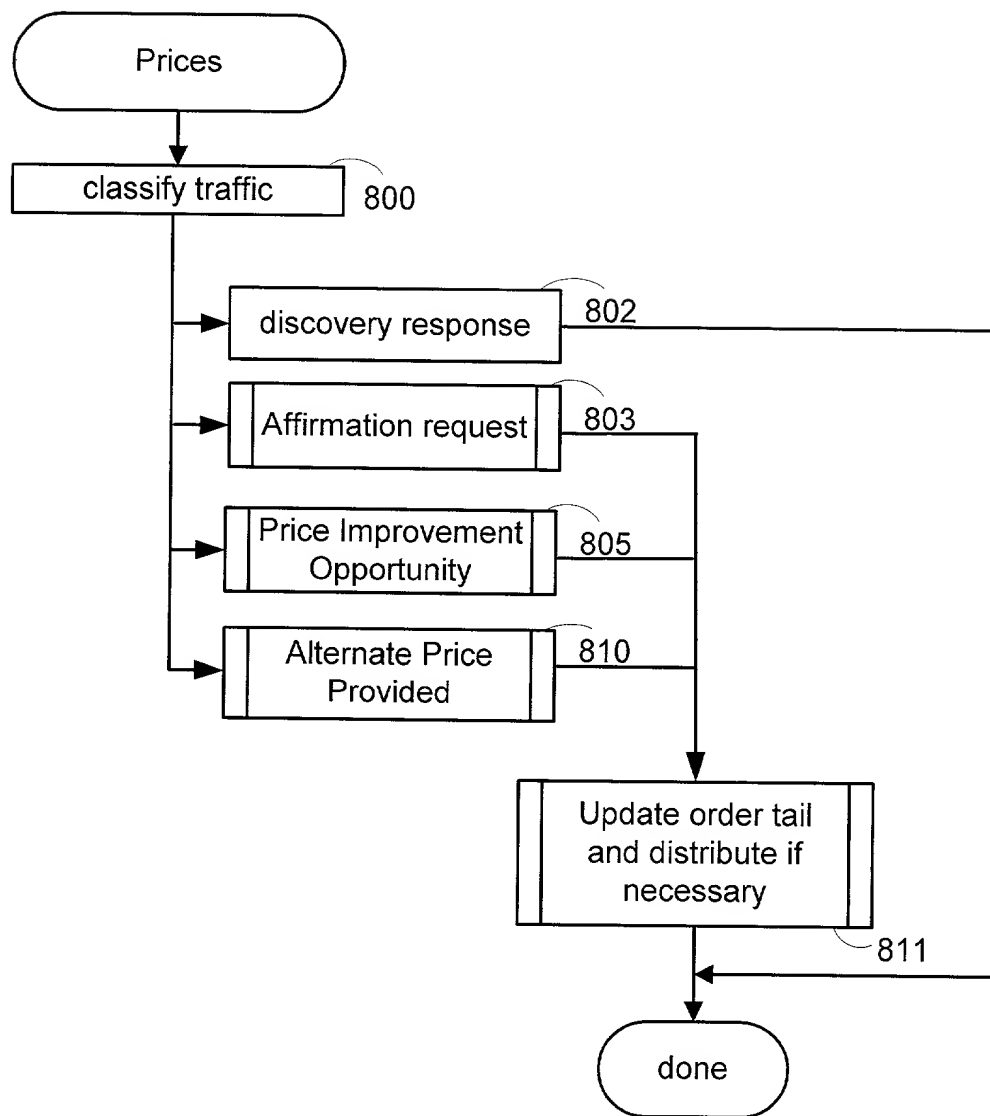 Prices
classify traffic
800
discovery response
802
Affirmation request
803
Price Improvement
Opportunity
805
Alternate Price
Provided
810
Update order tail
and distribute if
necessary
811
done